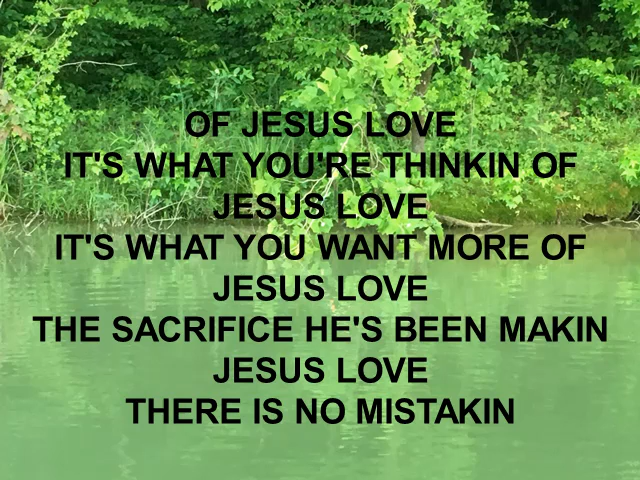 OF JESUS LOVE
IT'S WHAT YOU'RE THINKIN OF
JESUS LOVE
IT'S WHAT YOU WANT MORE OF
JESUS LOVE
THE SACRIFICE HE'S BEEN MAKIN
JESUS LOVE
THERE IS NO MISTAKIN